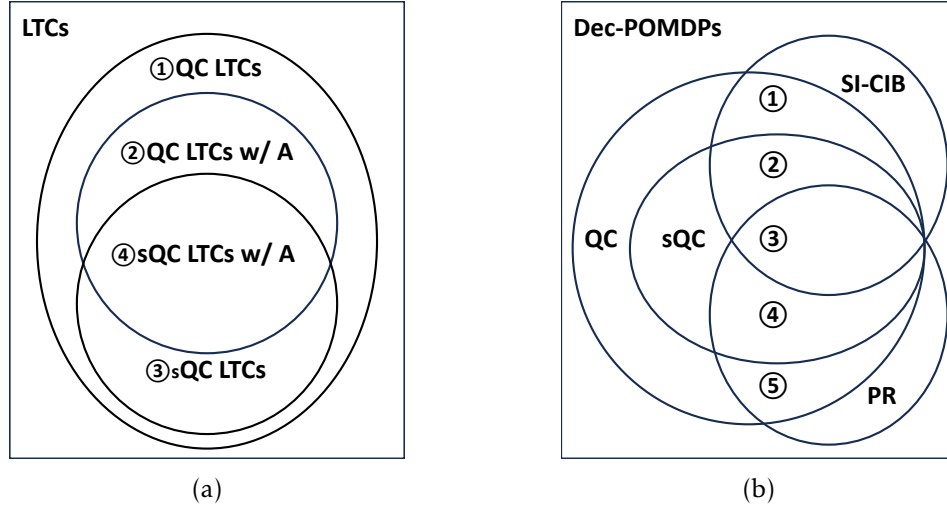 LTCs
①QC LTCs
②QC LTCs w/ A
④sQC LTCs w/ A
③sQC LTCs
(a)
Dec-POMDPs
SI-CIB
①
②
QC
sQC
③
④
⑤
PR
(b)